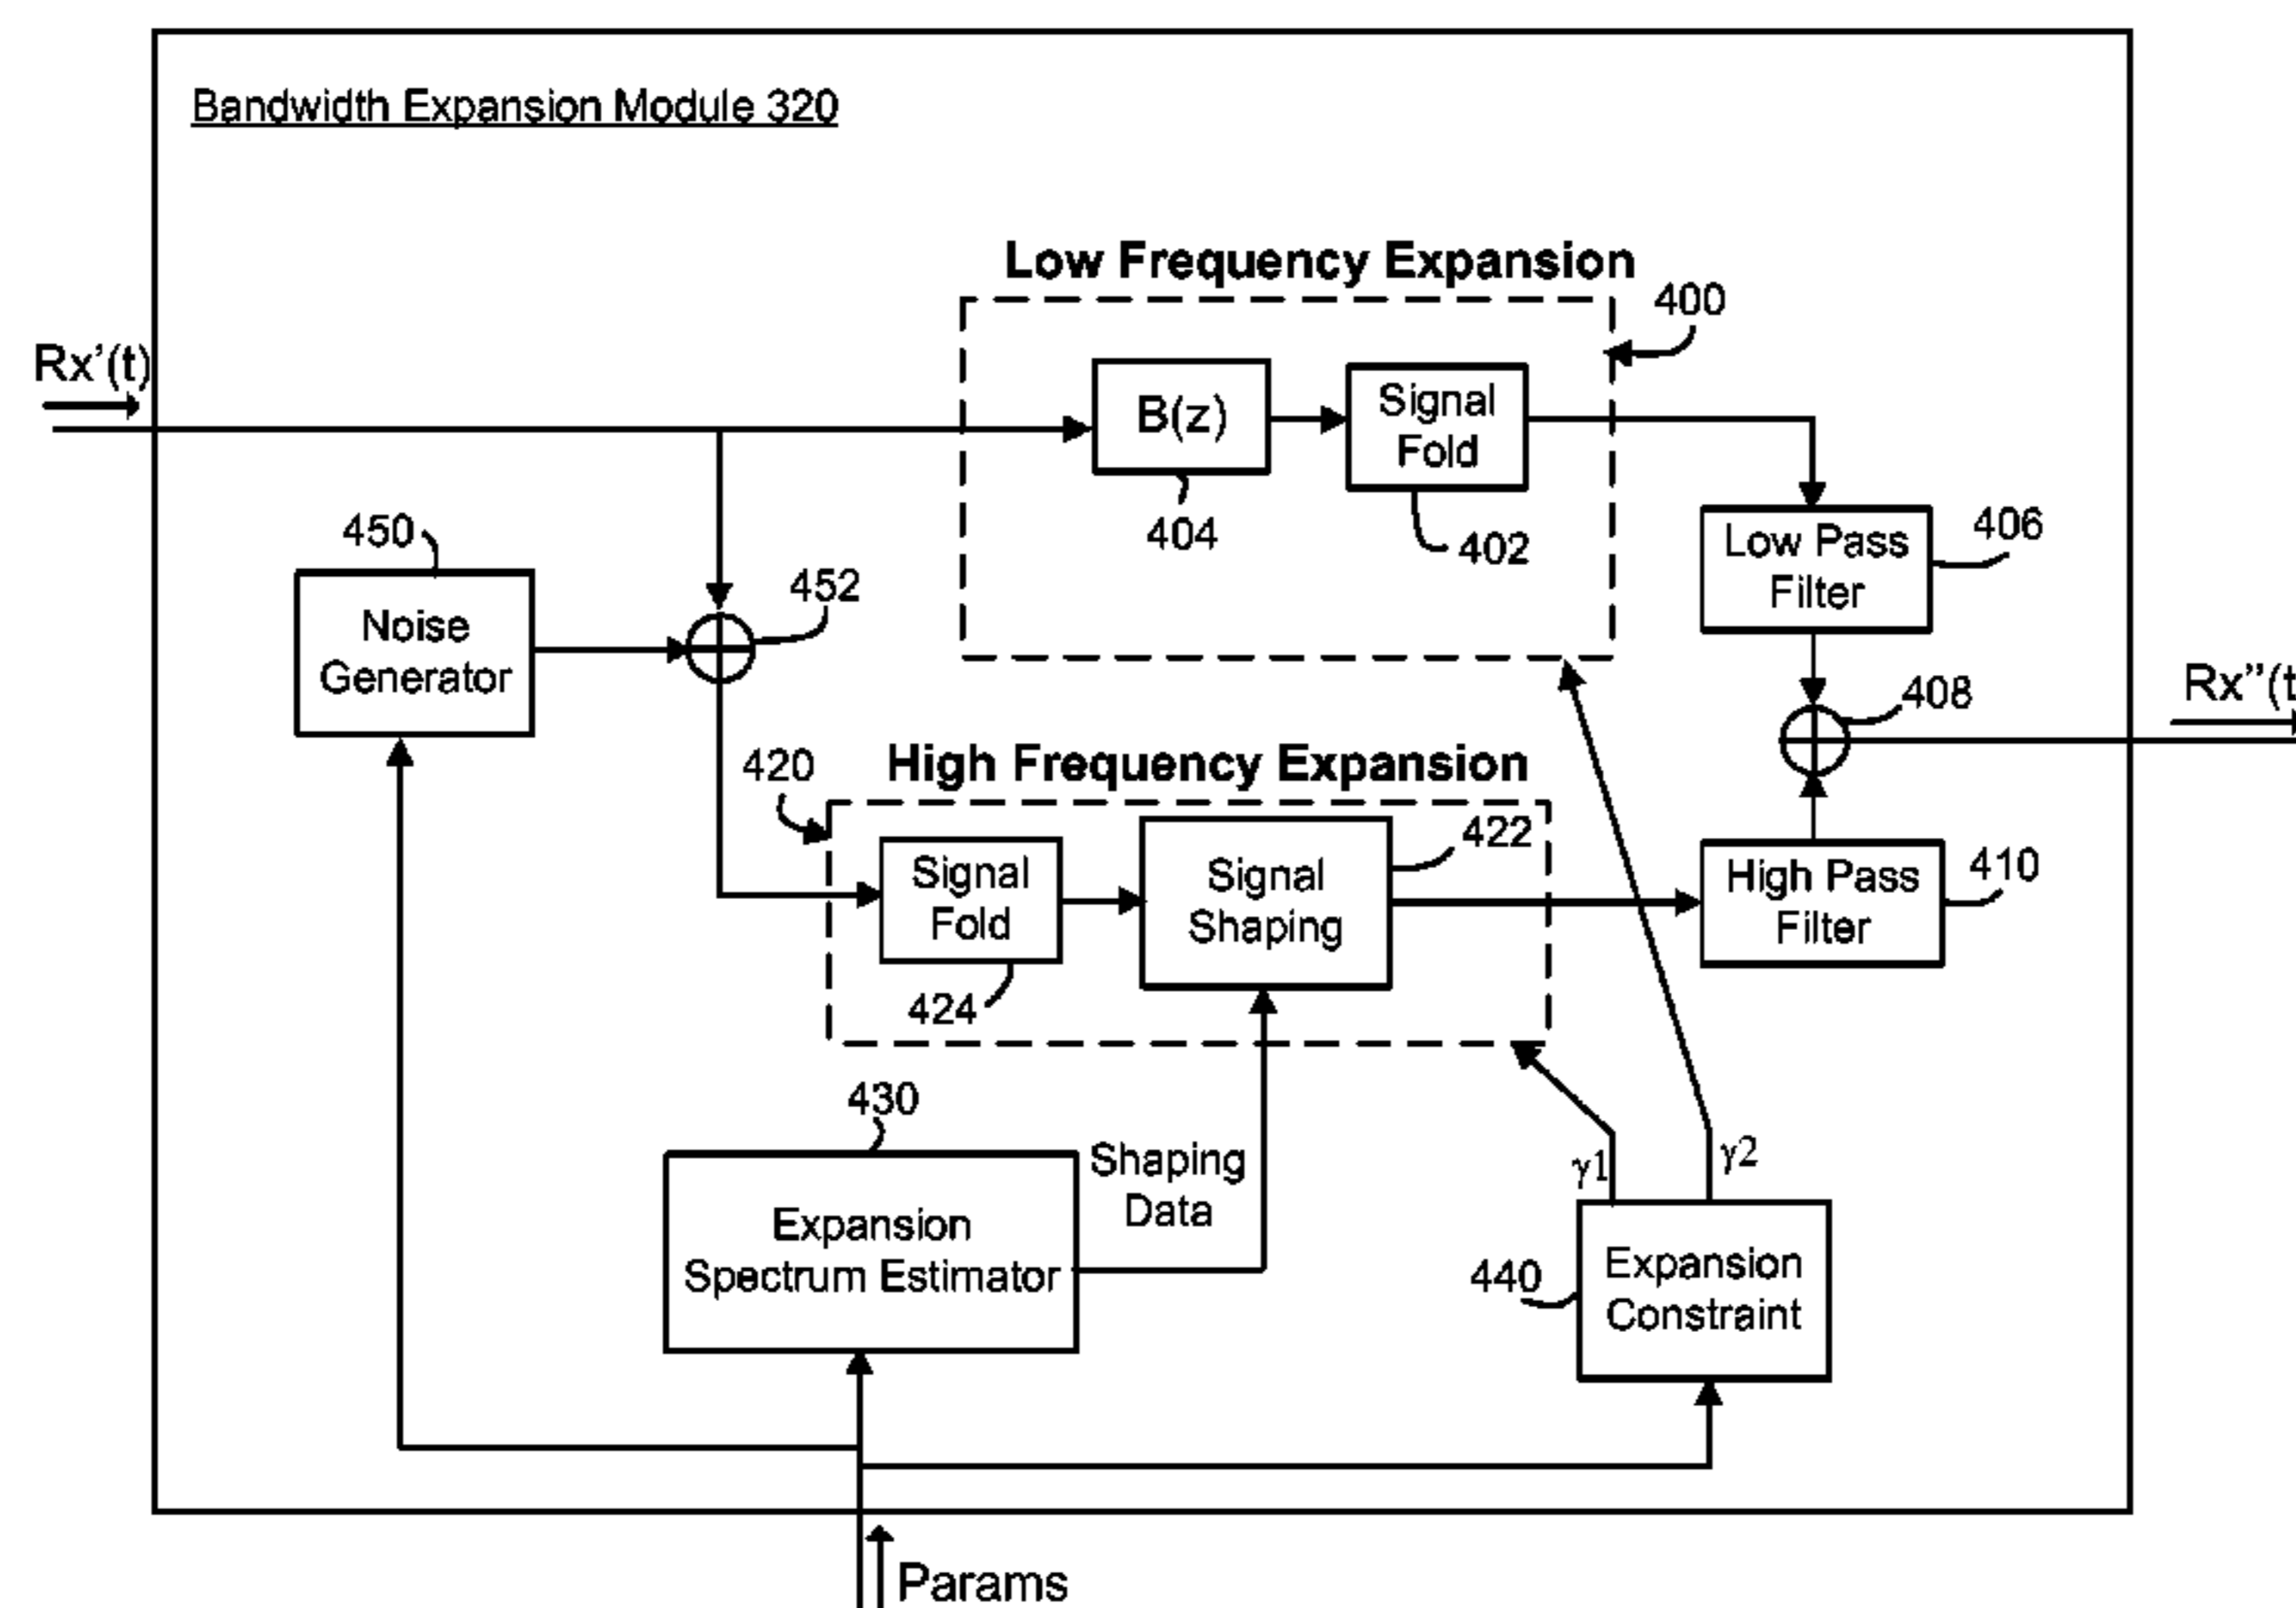 Bandwidth Expansion Module 320
Low Frequency Expansion
400
Rx’(t)
B(z)
Signal
Fold
404
402
450
452
Noise
Generator
Low Pass
Filter
406
408
Rx’’(t
420
High Frequency Expansion
422
Signal
Fold
Signal
Shaping
424
High Pass
Filter
410
430
Shaping
Data
γ1
γ2
Expansion
Spectrum Estimator
440
Expansion
Constraint
Params